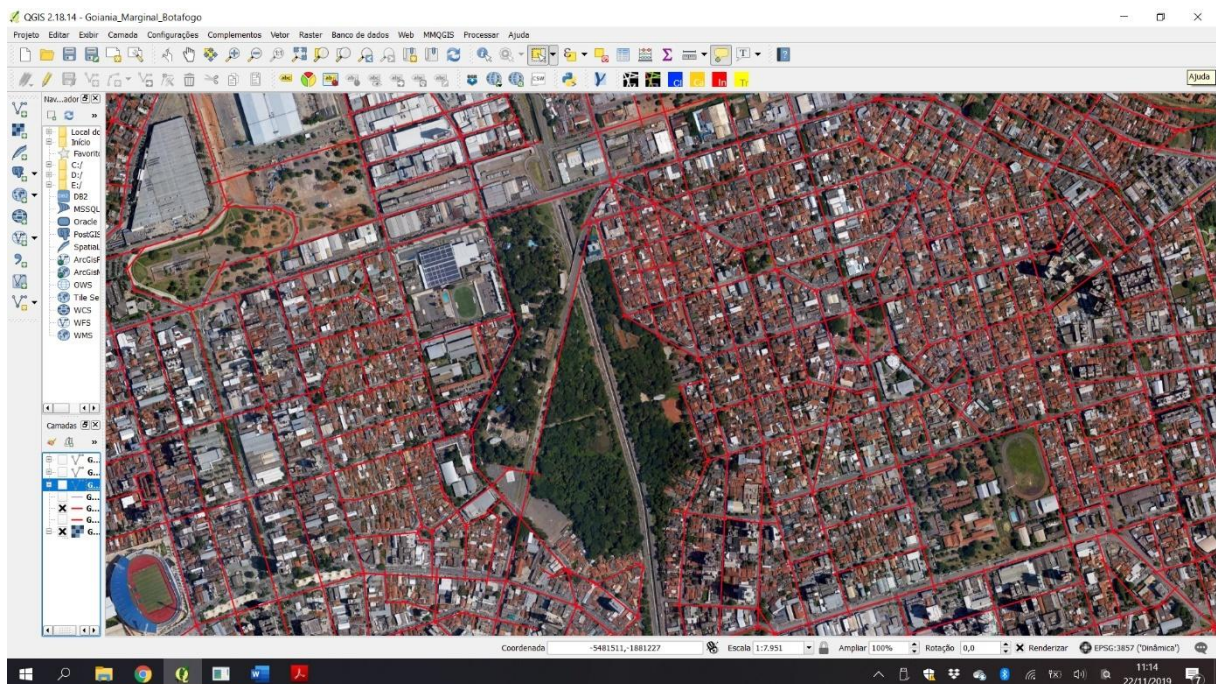 QGIS 2.18.14 - Goiania_Marginal_Botafogo
Projeto Editar Exibir Camada Configurações Complementos Vetor Raster Banco de dados Web MMQGIS Processar Ajuda
CSW
Ajuda
Nav...ador
Local do
Início
Favorit
C:/
D:/
E:/
DB2
MSSQL
Oracle
PostGIS
Spatial
ArcGisF
ArcGisM
OWS
Tile Se
WCS
WFS
WMS
Camadas
G...
G...
G...
G...
G...
G...
G...
Coordenada -5481511,-1881227 Escala 1:7.951 Ampliar 100% Rotação 0,0 Renderizar EPSG:3857 ('Dinâmica')
11:14
22/11/2019